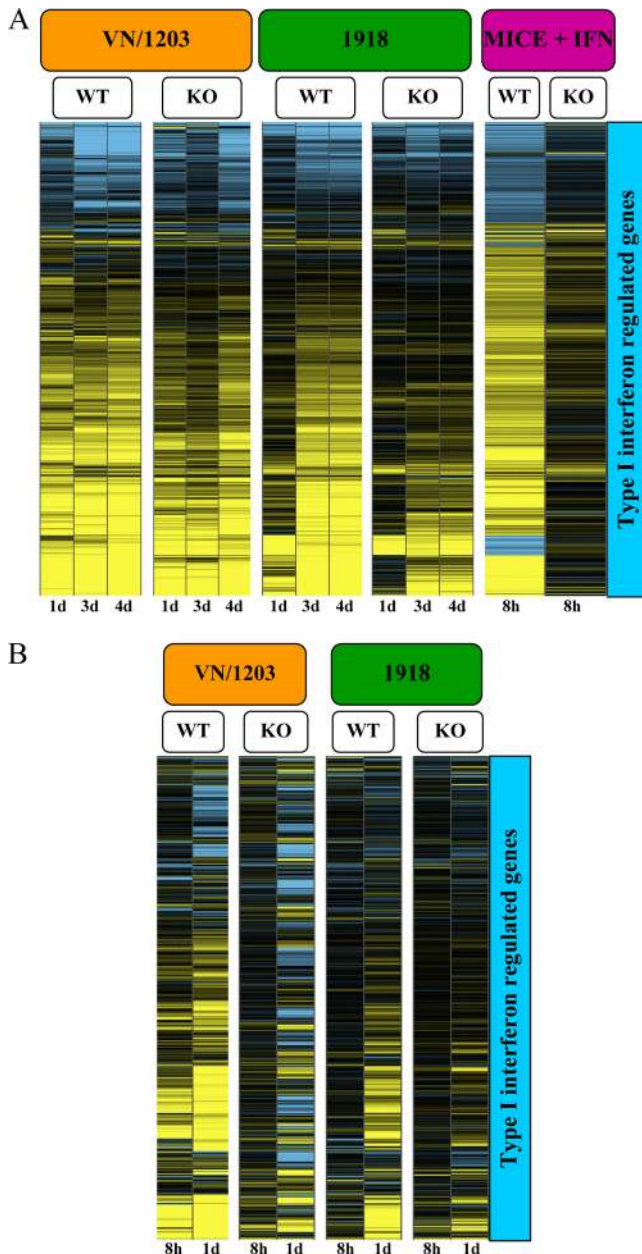 A
VN/1203 1918 MICE + IFN
WT KO WT KO WT KO
Type I interferon regulated genes
1d 3d 4d 1d 3d 4d 1d 3d 4d 1d 3d 4d 8h 8h
B
VN/1203 1918
WT KO WT KO
Type I interferon regulated genes
8h 1d 8h 1d 8h 1d 8h 1d